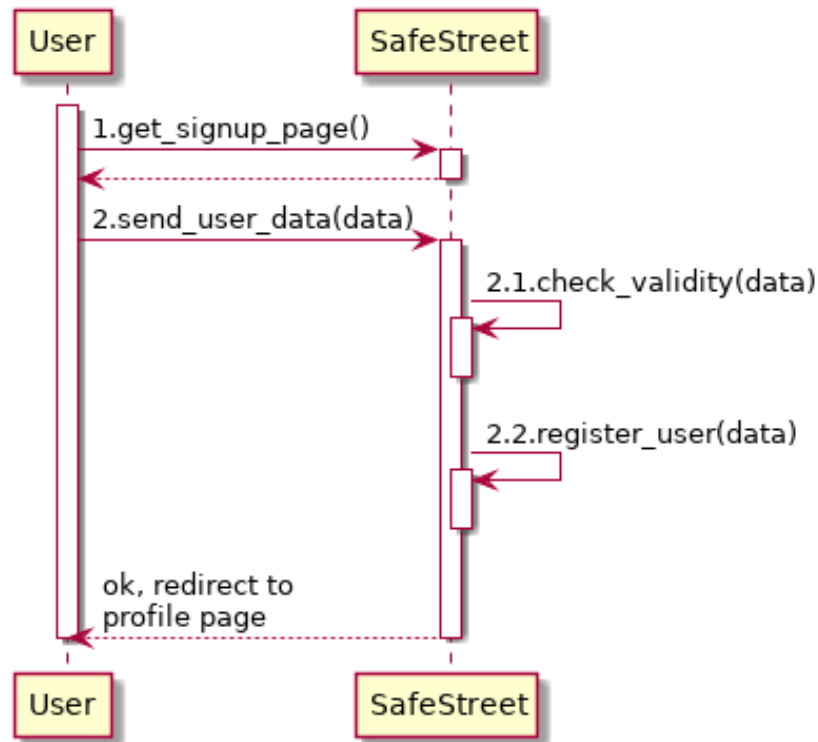 User
SafeStreet
1.get_signup_page()
2.send_user_data(data)
2.1.check_validity(data)
2.2.register_user(data)
ok, redirect to
profile page
User
SafeStreet